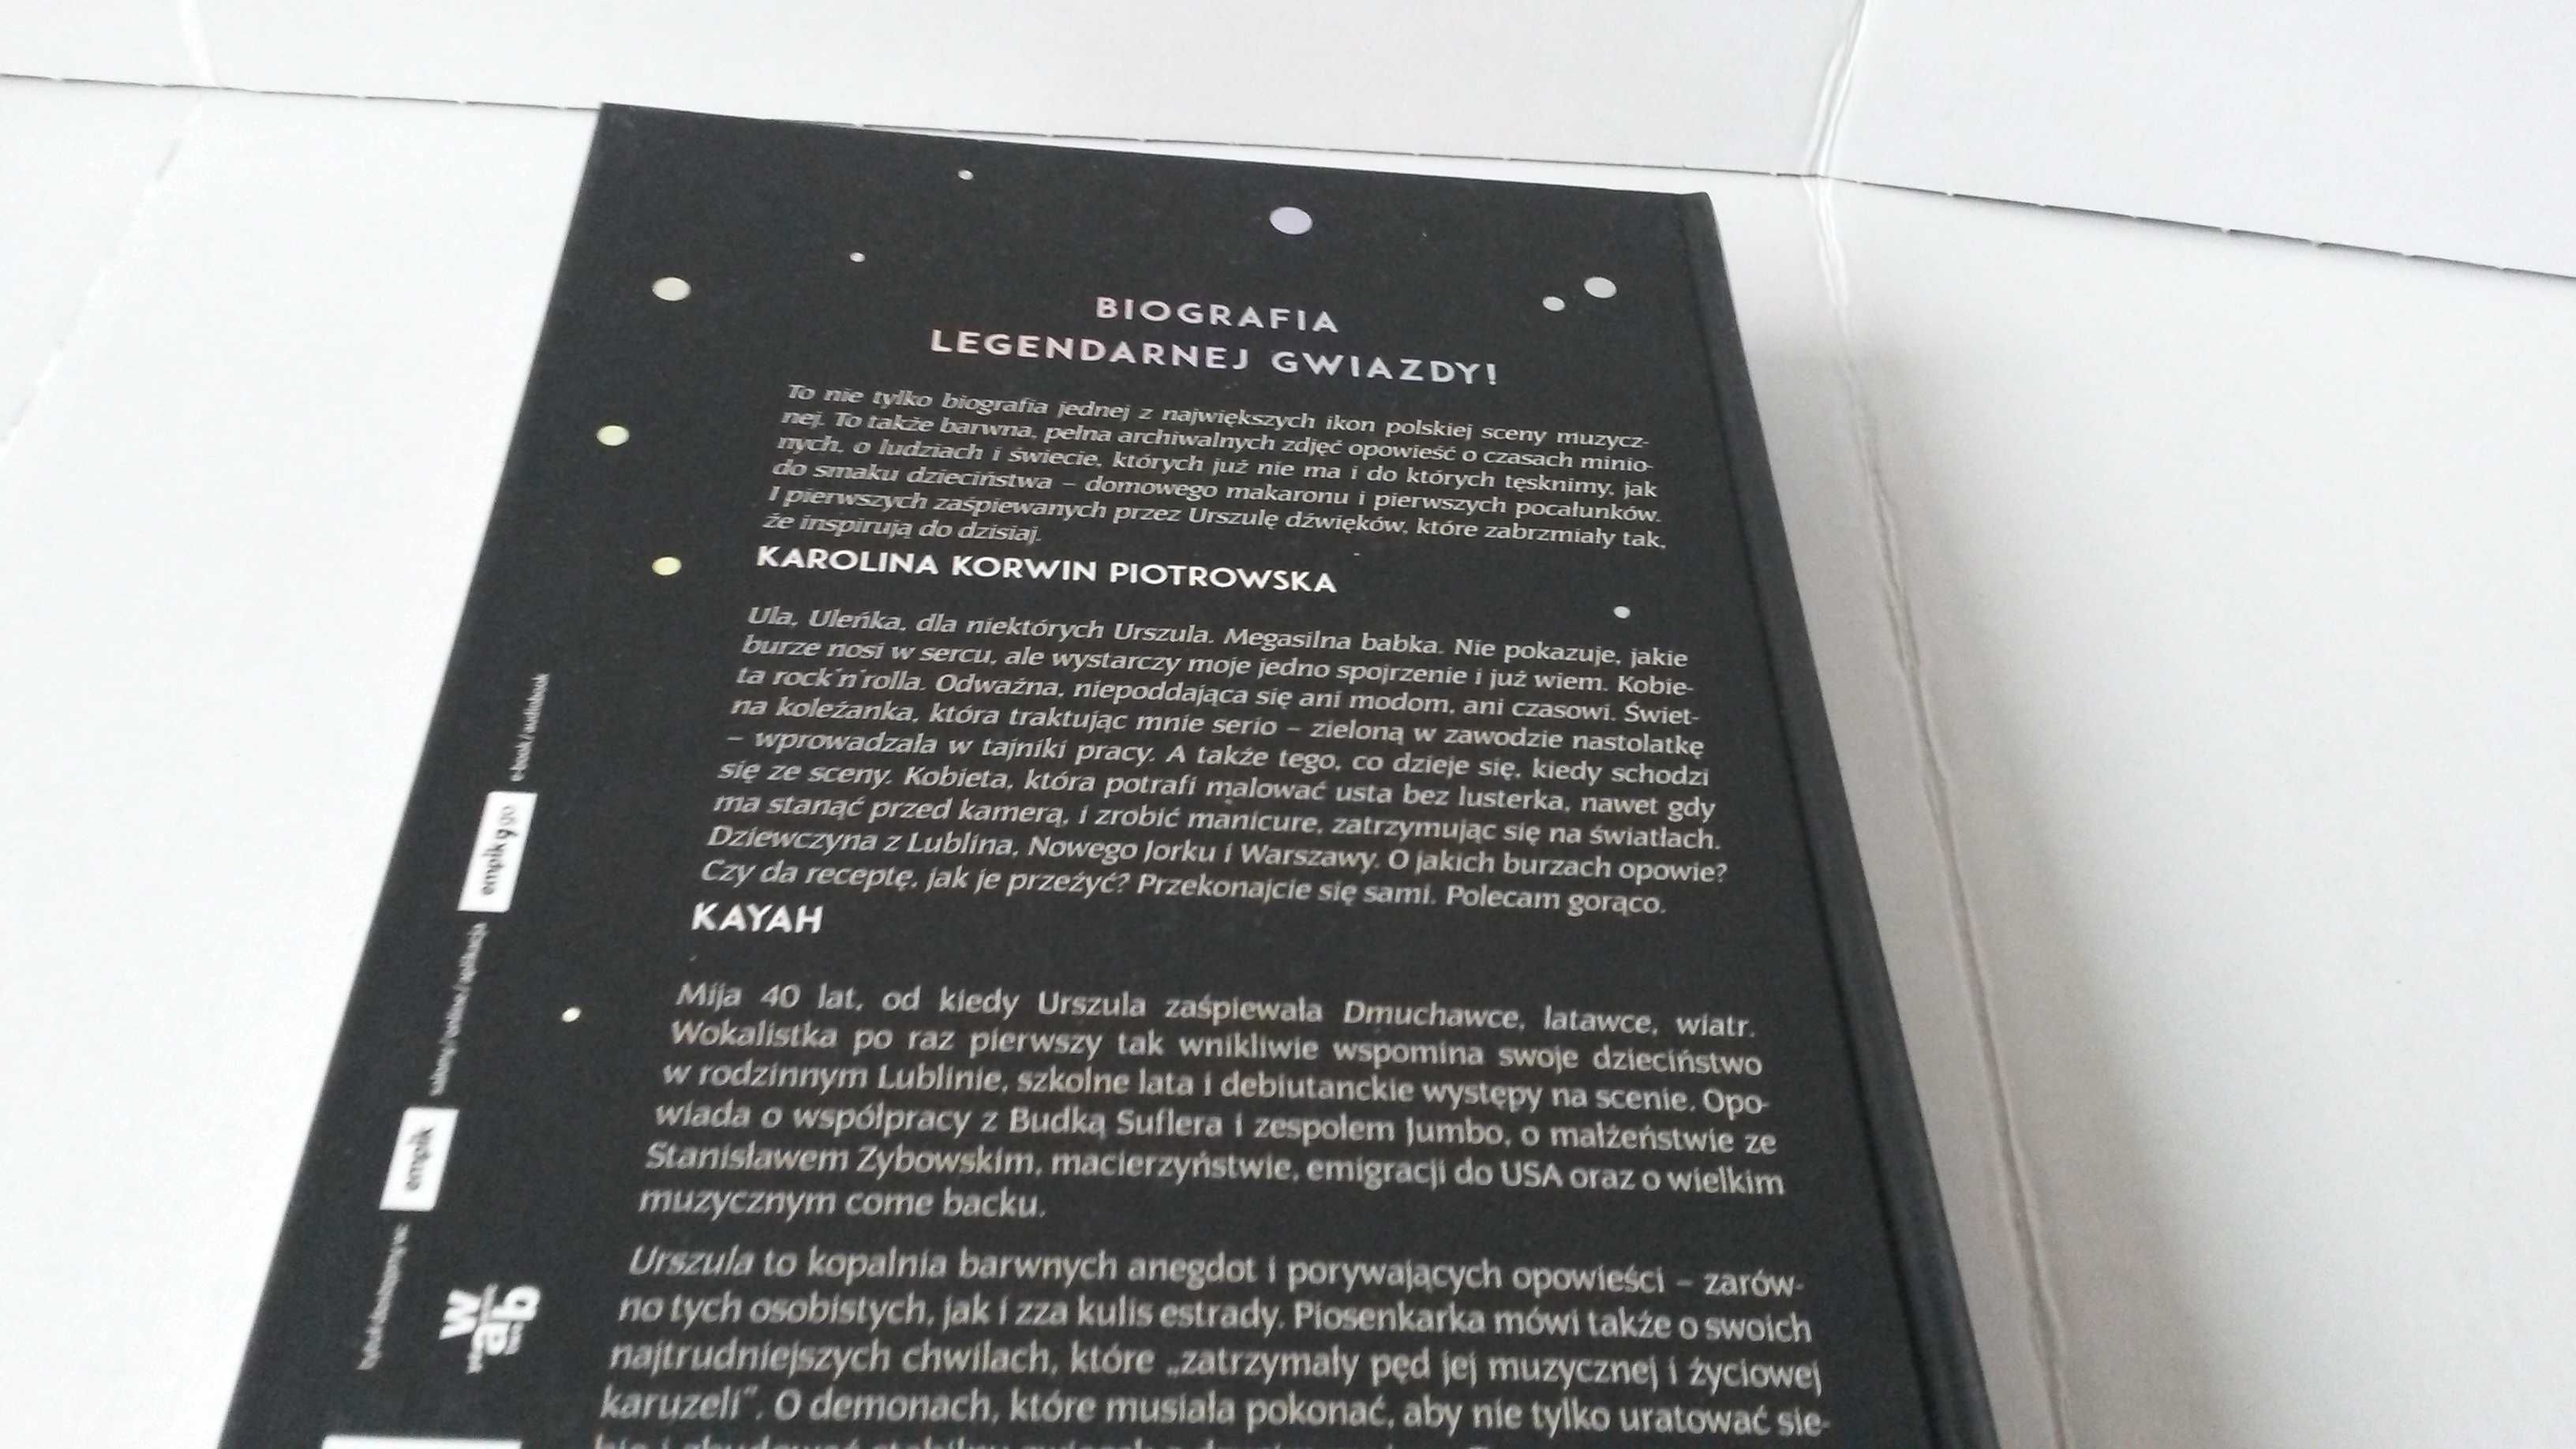 BIOGRAFIA
LEGENDARNEJ GWIAZDY!
To nie tylko biografia jednej z największych ikon polskiej sceny muzycz-
nej. To także barwna, pełna archiwalnych zdjęć opowieść o czasach minio-
nych, o ludziach i świecie, których już nie ma i do których tęsknimy, jak
do smaku dzieciństwa – domowego makaronu i pierwszych pocałunków.
I pierwszych zaśpiewanych przez Urszulę dźwięków, które zabrzmiały tak,
że inspirują do dzisiaj.
KAROLINA KORWIN PIOTROWSKA
Ula, Uleńka, dla niektórych Urszula. Megasilna babka. Nie pokazuje, jakie
burze nosi w sercu, ale wystarczy moje jedno spojrzenie i już wiem. Kobie-
ta rock'n'rolla. Odważna, niepoddająca się ani modom, ani czasowi. Świet-
na koleżanka, która traktując mnie serio – zieloną w zawodzie nastolatkę
– wprowadzała w tajniki pracy. A także tego, co dzieje się, kiedy schodzi
się ze sceny. Kobieta, która potrafi malować usta bez lusterka, nawet gdy
ma stanąć przed kamerą, i zrobić manicure, zatrzymując się na światłach.
Dziewczyna z Lublina, Nowego Jorku i Warszawy. O jakich burzach opowie?
Czy da receptę, jak je przeżyć? Przekonajcie się sami. Polecam gorąco.
KAYAH
Mija 40 lat, od kiedy Urszula zaśpiewała Dmuchawce, latawce, wiatr.
Wokalistka po raz pierwszy tak wnikliwie wspomina swoje dzieciństwo
w rodzinnym Lublinie, szkolne lata i debiutanckie występy na scenie. Opo-
wiada o współpracy z Budką Suflera i zespołem Jumbo, o małżeństwie ze
Stanisławem Zybowskim, macierzyństwie, emigracji do USA oraz o wielkim
muzycznym come backu.
Urszula to kopalnia barwnych anegdot i porywających opowieści – zarów-
no tych osobistych, jak i zza kulis estrady. Piosenkarka mówi także o swoich
najtrudniejszych chwilach, które „zatrzymały pęd jej muzycznej i życiowej
karuzeli”. O demonach, które musiała pokonać, aby nie tylko uratować sie-
tytuł dostępny w:
empik
salony/online/aplikacja
empik go
e-book/audiobook
w
ab